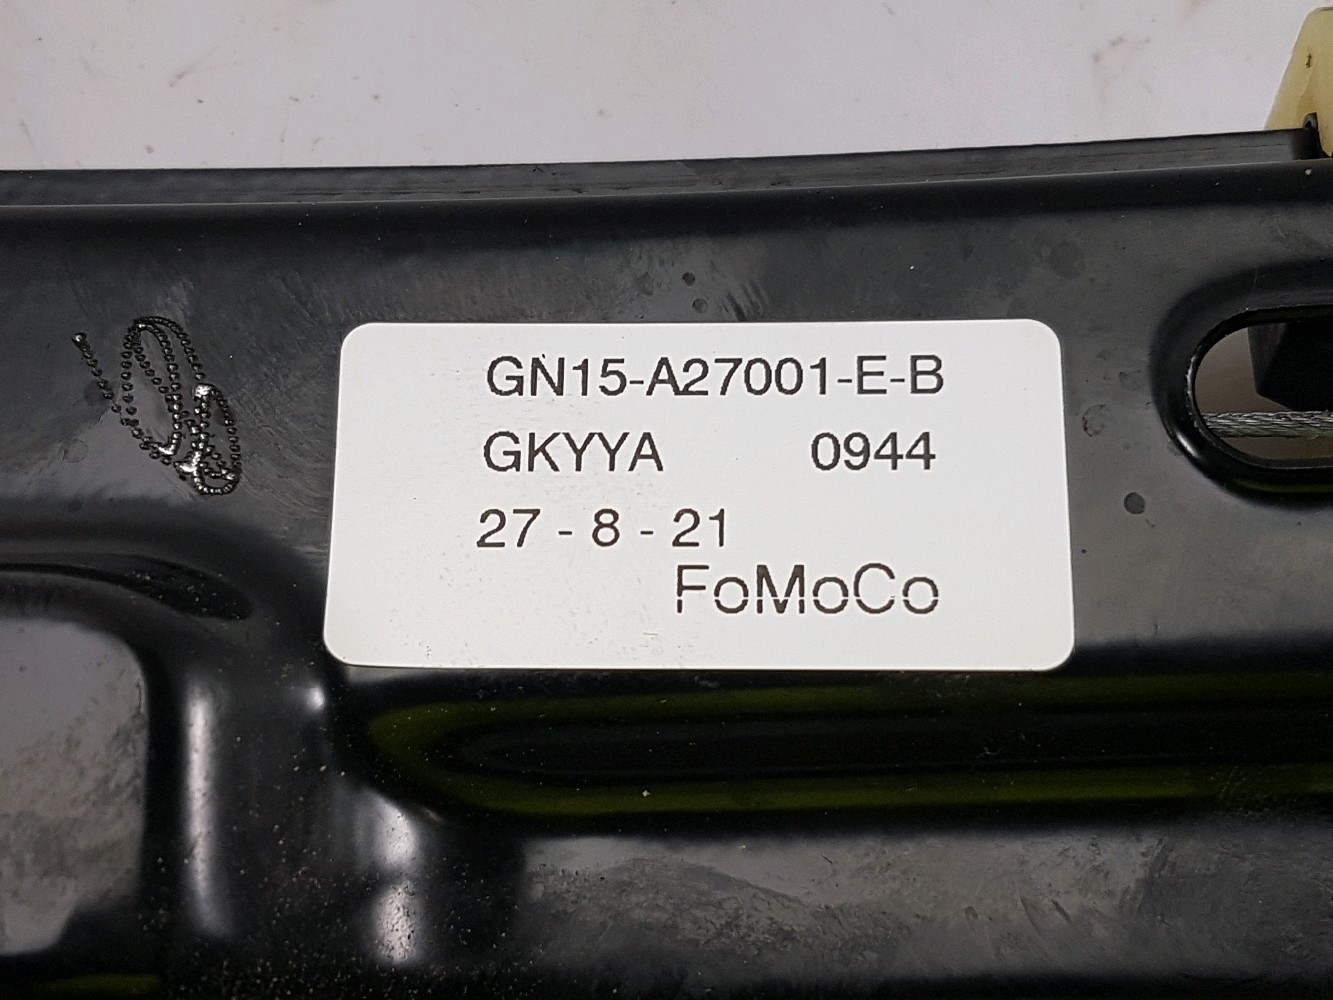 GN15-A27001-E-B
GKYYA 0944
27 - 8 - 21
FoMoCo